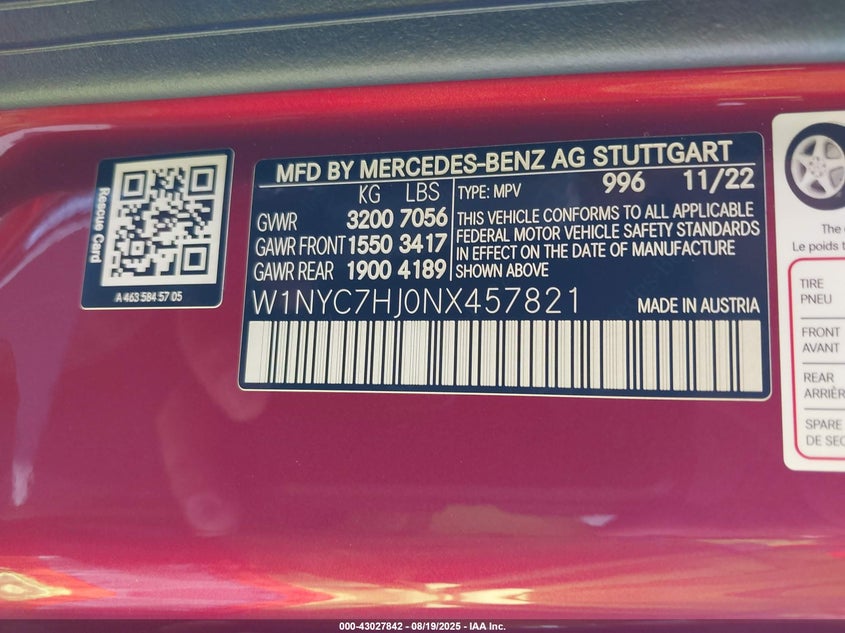 Rescue Card
A 463 584 57 05
MFD BY MERCEDES-BENZ AG STUTTGART
KG LBS
GVWR 3200 7056
GAWR FRONT 1550 3417
GAWR REAR 1900 4189
TYPE: MPV 996 11/22
THIS VEHICLE CONFORMS TO ALL APPLICABLE
FEDERAL MOTOR VEHICLE SAFETY STANDARDS
IN EFFECT ON THE DATE OF MANUFACTURE
SHOWN ABOVE
W1NYC7HJ0NX457821
MADE IN AUSTRIA
The
Le poids
TIRE
PNEU
FRONT
AVANT
REAR
SPARE
DE
000-43027842 - 08/19/2025 - IAA Inc.